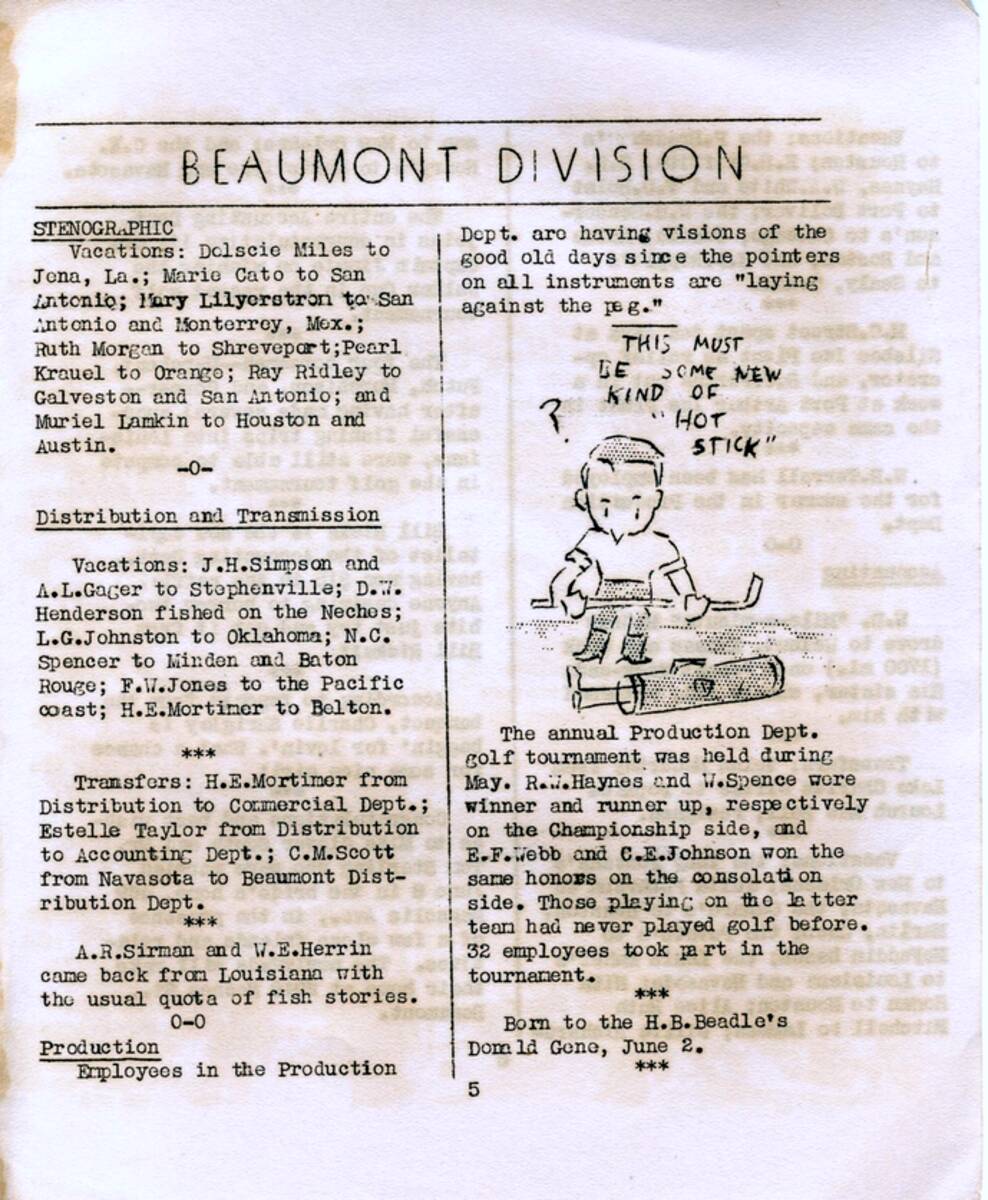 BEAUMONT DIVISION
STENOGRAPHIC
Vacations: Delscie Miles to
Jena, La.; Marie Cato to San
Antonio; Mary Lilyerstron to San
Antonio and Monterrey, Mex.;
Ruth Morgan to Shreveport;Pearl
Krauel to Orange; Ray Ridley to
Galveston and San Antonio; and
Muriel Lamkin to Houston and
Austin.
-0-
Distribution and Transmission
Vacations: J.H.Simpson and
A.L.Gager to Stephenville; D.W.
Henderson fished on the Neches;
L.G.Johnston to Oklahoma; N.C.
Spencer to Minden and Baton
Rouge; F.W.Jones to the Pacific
coast; H.E.Mortimer to Belton.
***
Transfers: H.E.Mortimer from
Distribution to Commercial Dept.;
Estelle Taylor from Distribution
to Accounting Dept.; C.M.Scott
from Navasota to Beaumont Dist-
ribution Dept.
***
A.R.Sirman and W.E.Herrin
came back from Louisiana with
the usual quota of fish stories.
0-0
Production
Employees in the Production
Dept. are having visions of the
good old days since the pointers
on all instruments are "laying
against the peg."
THIS MUST
BE SOME NEW
KIND OF
? "HOT
STICK"
The annual Production Dept.
golf tournament was held during
May. R.W.Haynes and W.Spence were
winner and runner up, respectively
on the Championship side, and
E.F.Webb and C.E.Johnson won the
same honors on the consolation
side. Those playing on the latter
team had never played golf before.
32 employees took part in the
tournament.
***
Born to the H.B.Beadle's
Donald Gene, June 2.
***
5